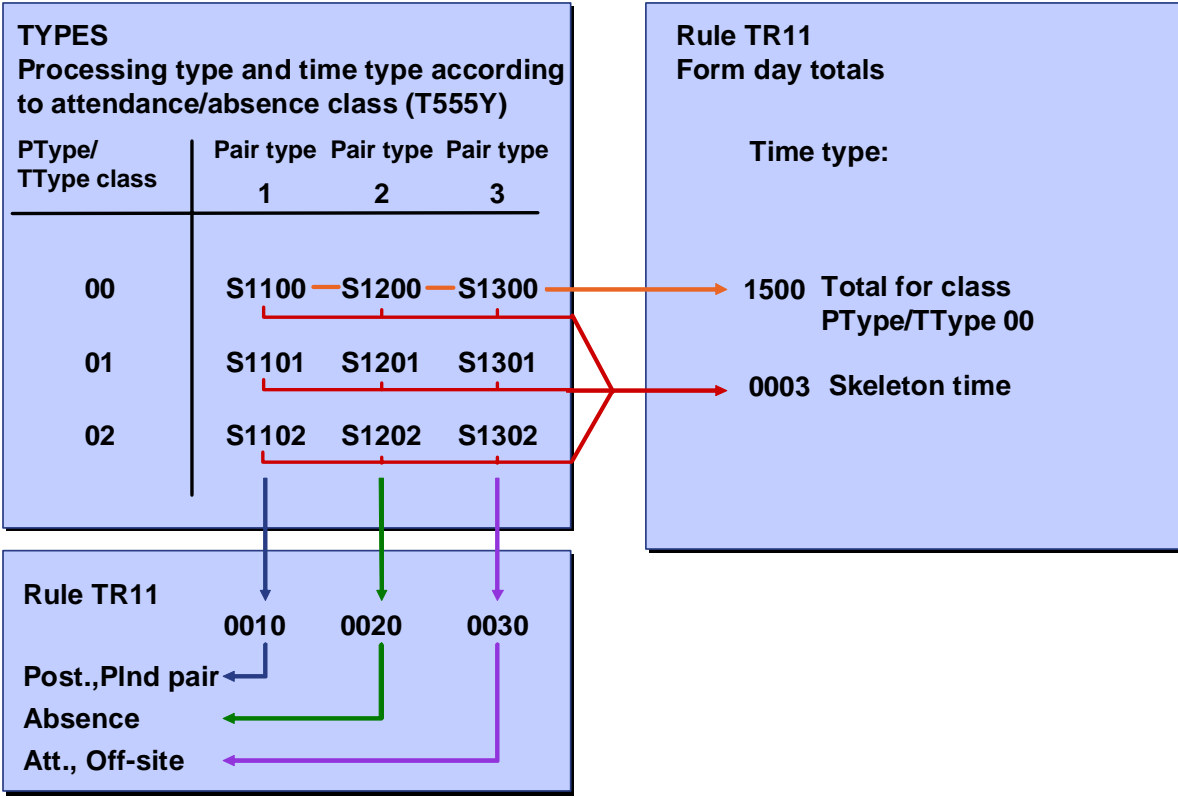 TYPES
Processing type and time type according
to attendance/absence class (T555Y)
PType/
TType class
Pair type Pair type Pair type
1 2 3
00 S1100 S1200 S1300
01 S1101 S1201 S1301
02 S1102 S1202 S1302
Rule TR11
Form day totals
Time type:
1500 Total for class
PType/TType 00
0003 Skeleton time
Rule TR11
0010 0020 0030
Post.,Plnd pair
Absence
Att., Off-site